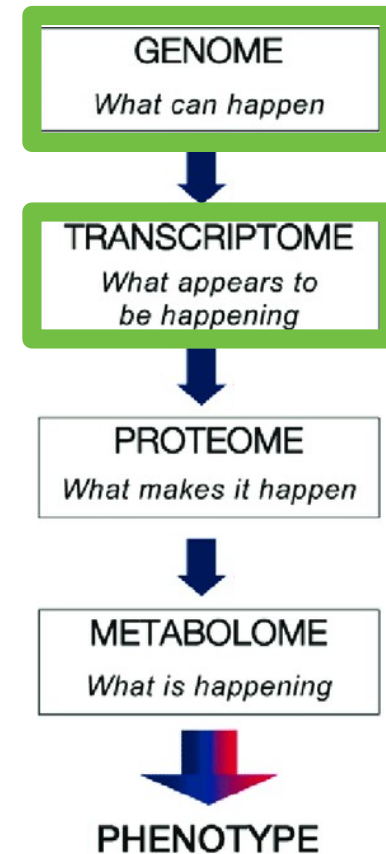 GENOME
What can happen
TRANSCRIPTOME
What appears to
be happening
PROTEOME
What makes it happen
METABOLOME
What is happening
PHENOTYPE